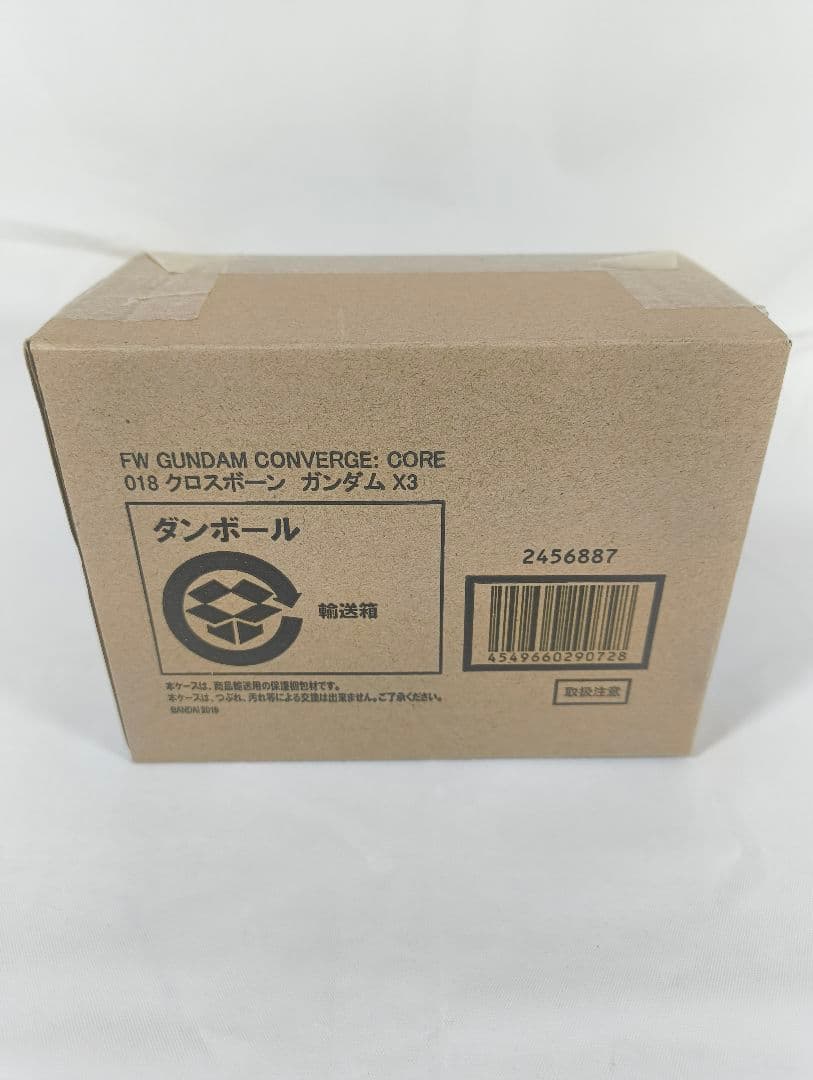 FW GUNDAM CONVERGE: CORE
018 クロスボーン ガンダム X3
ダンボール
輸送箱
2456887
4549660290728
取扱注意
本ケースは、商品輸送用の保護梱包材です。
本ケースは、つぶれ、汚れ等による交換は出来ません。ご了承ください。
BANDAI 2019